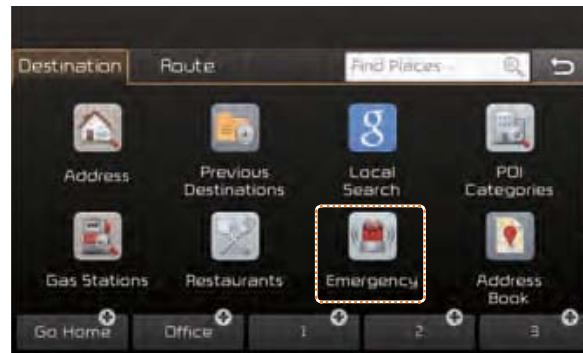 Destination
Route
Find Places
Address
Previous
Destinations
Local
Search
POI
Categories
Gas Stations
Restaurants
Emergency
Address
Book
Go Home
Office
1
2
3